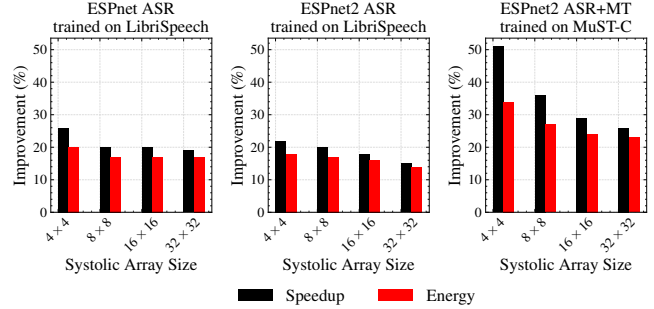 ESPnet ASR
trained on LibriSpeech
ESPnet2 ASR
trained on LibriSpeech
ESPnet2 ASR+MT
trained on MuST-C
Improvement (%)
50
40
30
20
10
0
4 × 4
8 × 8
16 × 16
32 × 32
Systolic Array Size
Improvement (%)
50
40
30
20
10
0
4 × 4
8 × 8
16 × 16
32 × 32
Systolic Array Size
Improvement (%)
50
40
30
20
10
0
4 × 4
8 × 8
16 × 16
32 × 32
Systolic Array Size
Speedup
Energy